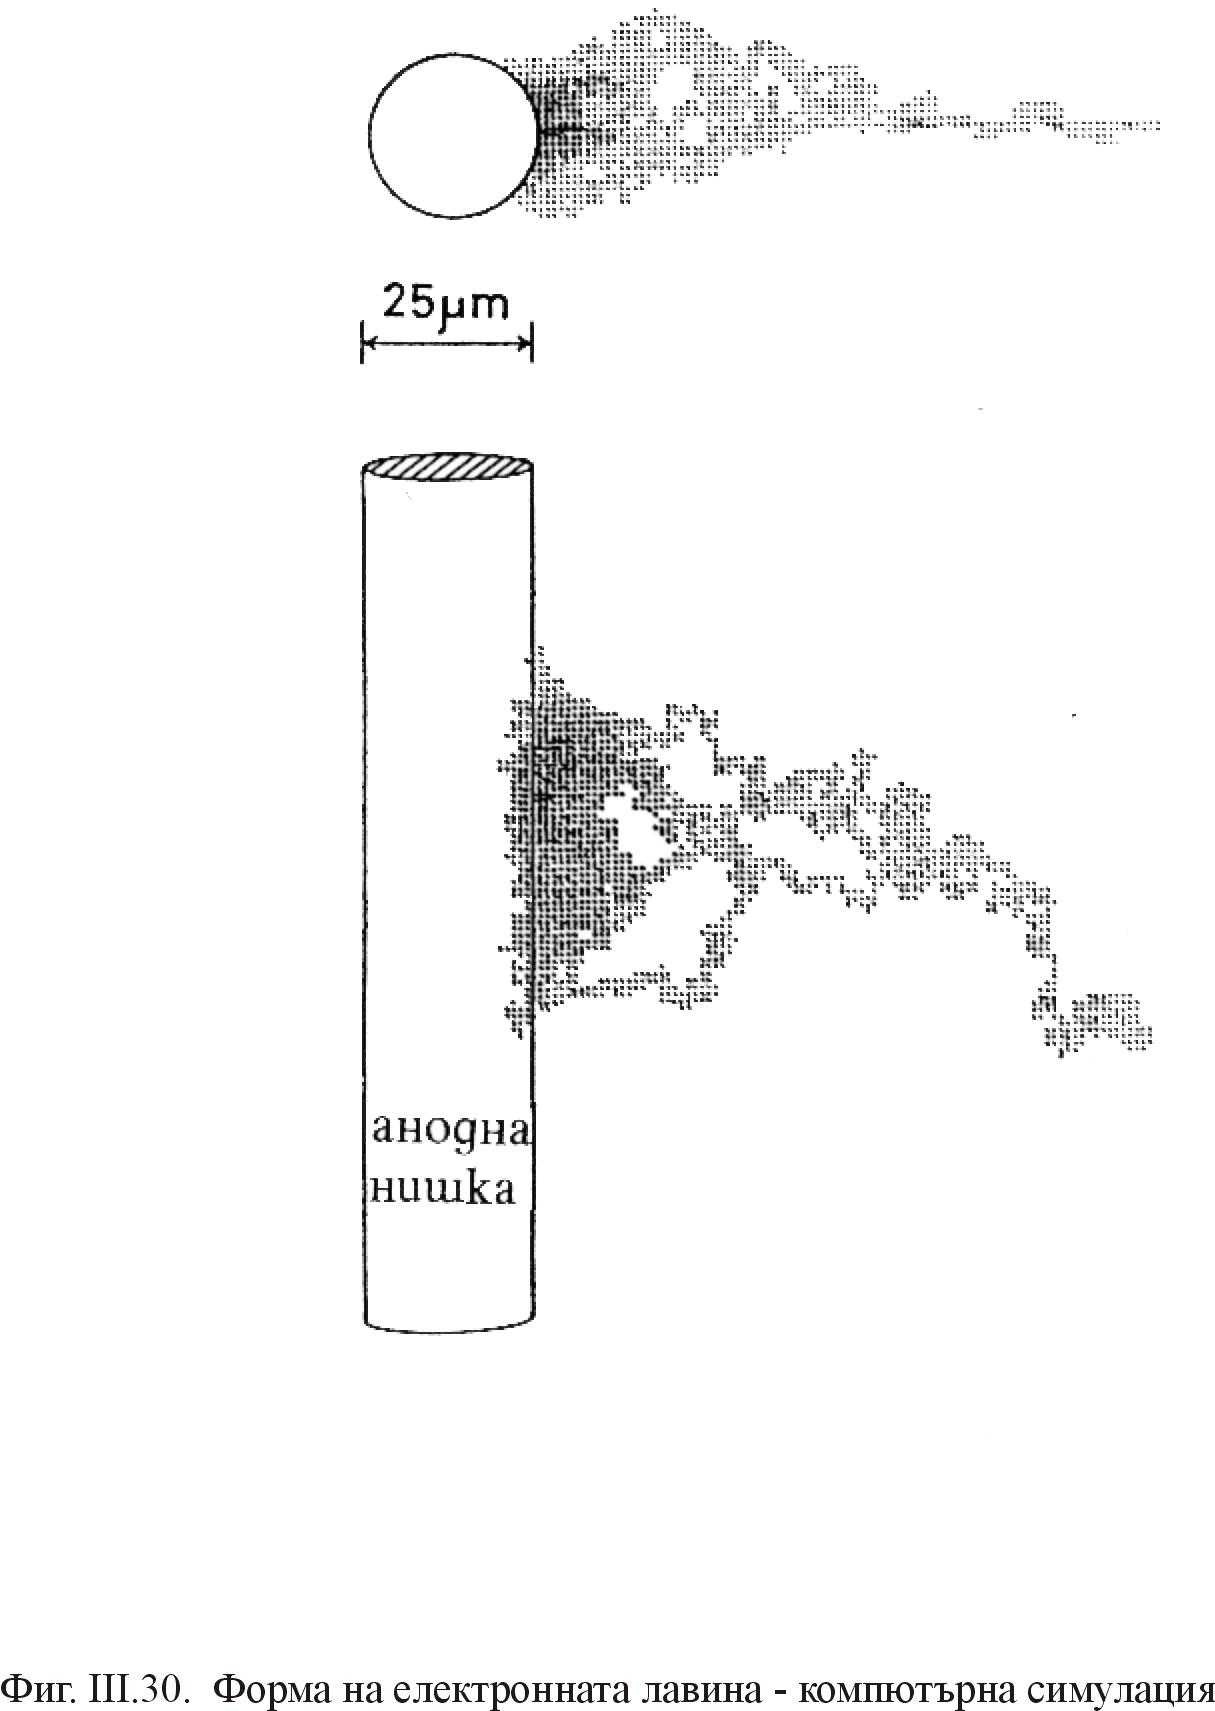 25µm
анодна
нишка
Фиг. III.30. Форма на електронната лавина - компютърна симулация